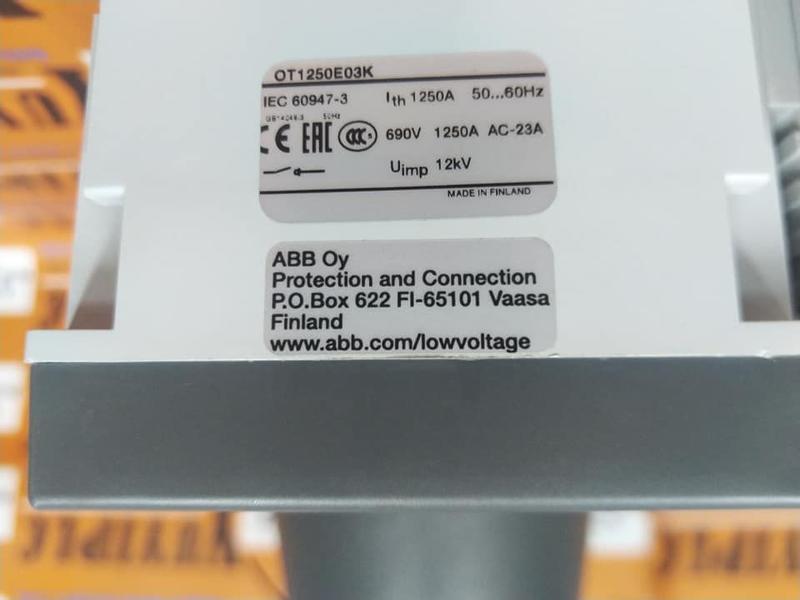 OT1250E03K
IEC 60947-3 Ith 1250A 50...60Hz
GB14048.3 50Hz
CE EAC CCC S 690V 1250A AC-23A
Uimp 12kV
MADE IN FINLAND
ABB Oy
Protection and Connection
P.O.Box 622 FI-65101 Vaasa
Finland
www.abb.com/lowvoltage